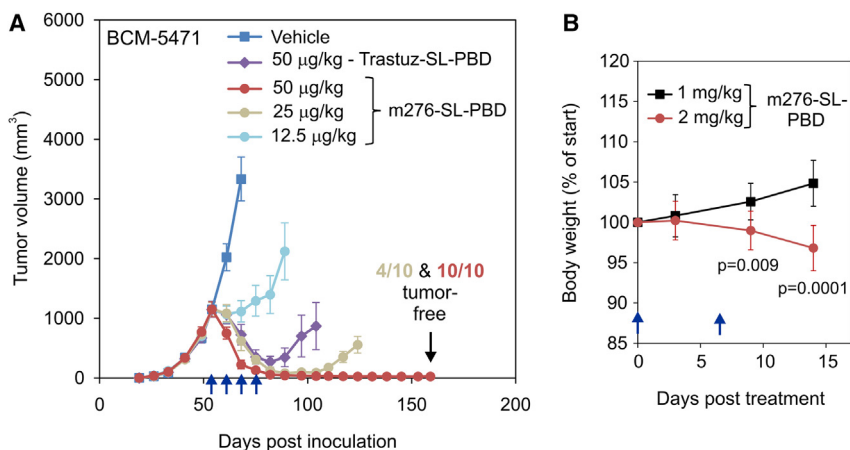 A
BCM-5471
Vehicle
50 µg/kg - Trastuz-SL-PBD
50 µg/kg
25 µg/kg
12.5 µg/kg
m276-SL-PBD
4/10 & 10/10
tumor-
free
6000
5000
4000
3000
2000
1000
0
Tumor volume (mm³)
0
50
100
150
200
Days post inoculation
B
1 mg/kg
2 mg/kg
m276-SL-
PBD
p=0.009
p=0.0001
120
115
110
105
100
95
90
85
Body weight (% of start)
0
5
10
15
Days post treatment